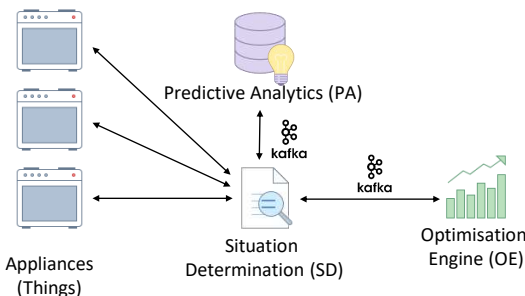 Predictive Analytics (PA)
kafka
kafka
Situation
Determination (SD)
Optimisation
Engine (OE)
Appliances
(Things)